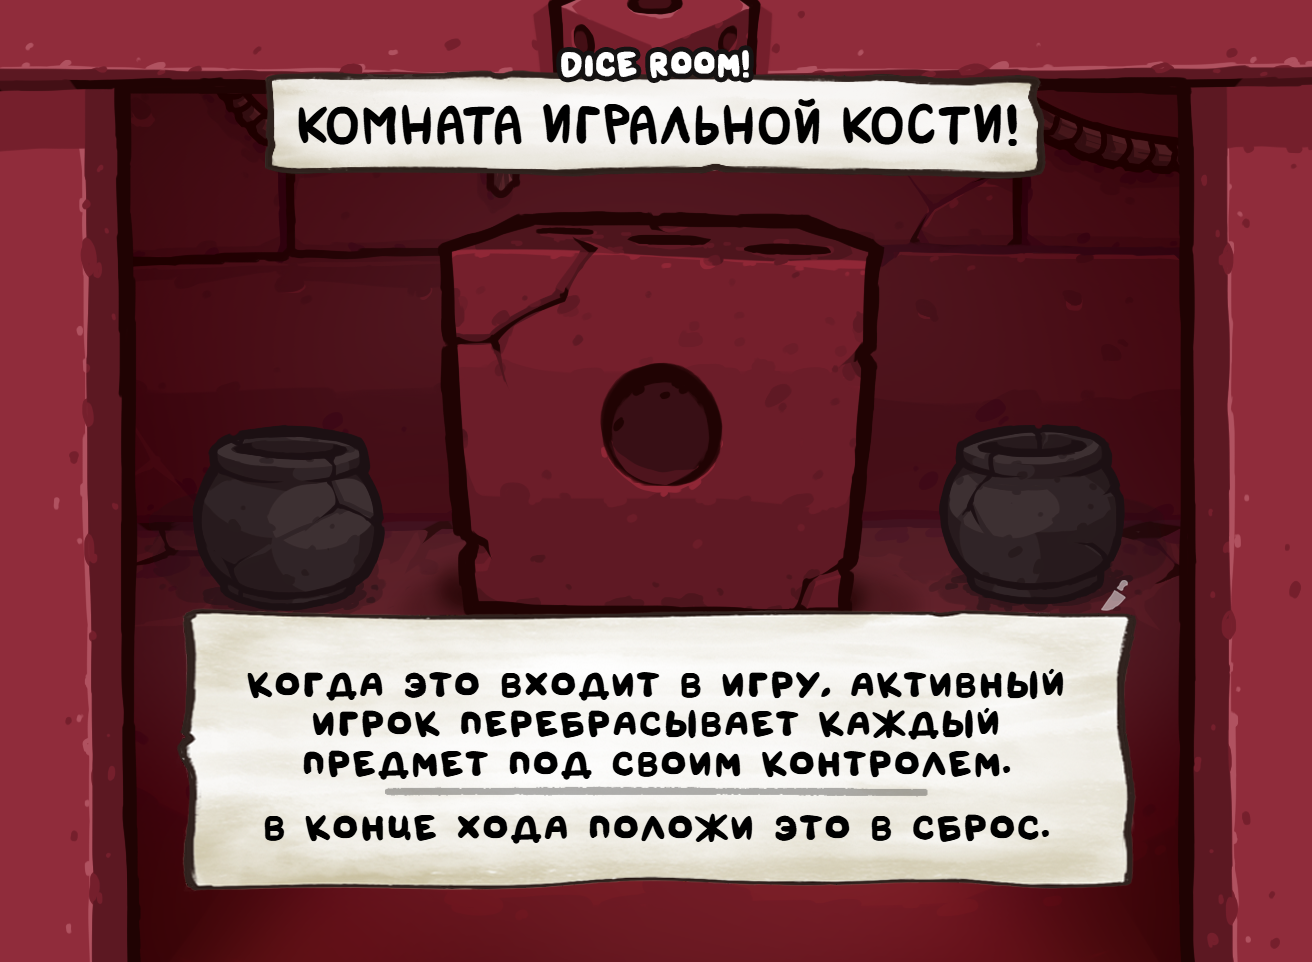 DICE ROOM!
КОМНАТА ИГРАЛЬНОЙ КОСТИ!
КОГДА ЭТО ВХОДИТ В ИГРУ, АКТИВНЫЙ
ИГРОК ПЕРЕБРАСЫВАЕТ КАЖДЫЙ
ПРЕДМЕТ ПОД СВОИМ КОНТРОЛЕМ.
В КОНЦЕ ХОДА ПОЛОЖИ ЭТО В СБРОС.